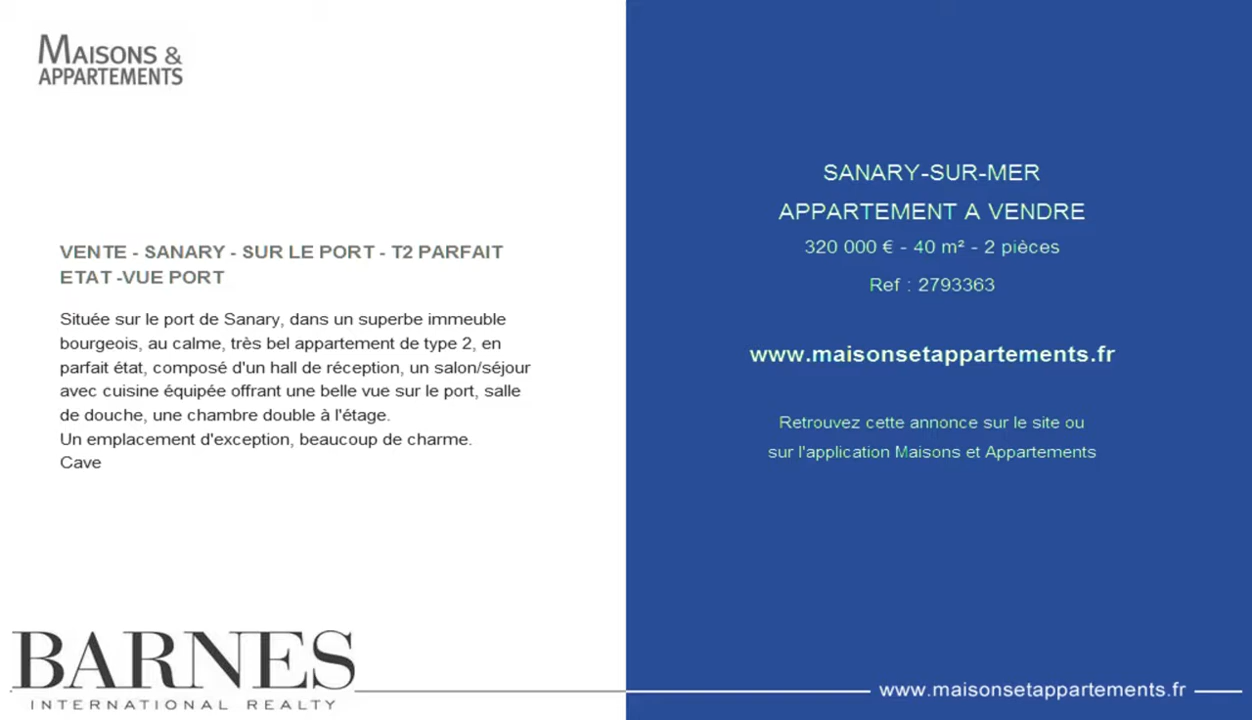 MAISONS &
APPARTEMENTS
VENTE - SANARY - SUR LE PORT - T2 PARFAIT
ETAT -VUE PORT
Située sur le port de Sanary, dans un superbe immeuble
bourgeois, au calme, très bel appartement de type 2, en
parfait état, composé d'un hall de réception, un salon/séjour
avec cuisine équipée offrant une belle vue sur le port, salle
de douche, une chambre double à l'étage.
Un emplacement d'exception, beaucoup de charme.
Cave
BARNES
INTERNATIONAL REALTY
SANARY-SUR-MER
APPARTEMENT A VENDRE
320 000 € - 40 m² - 2 pièces
Ref : 2793363
www.maisonsetappartements.fr
Retrouvez cette annonce sur le site ou
sur l'application Maisons et Appartements
www.maisonsetappartements.fr